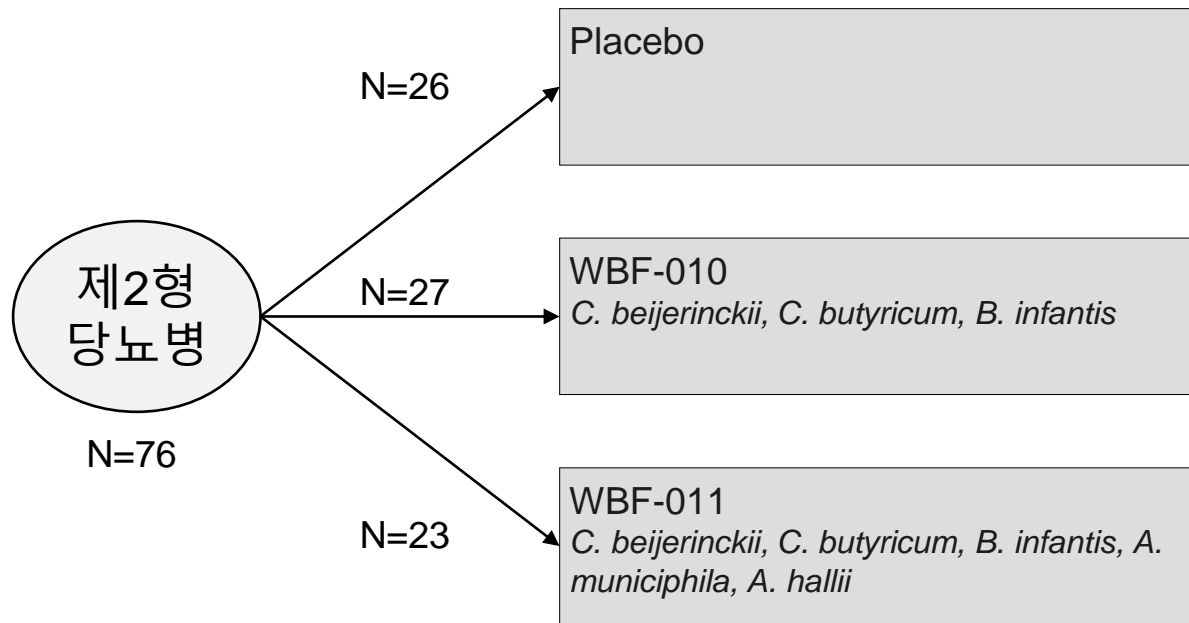 Placebo
N=26
제2형
당뇨병
N=76
N=27
WBF-010
C. beijerinckii, C. butyricum, B. infantis
N=23
WBF-011
C. beijerinckii, C. butyricum, B. infantis, A.
municiphila, A. hallii